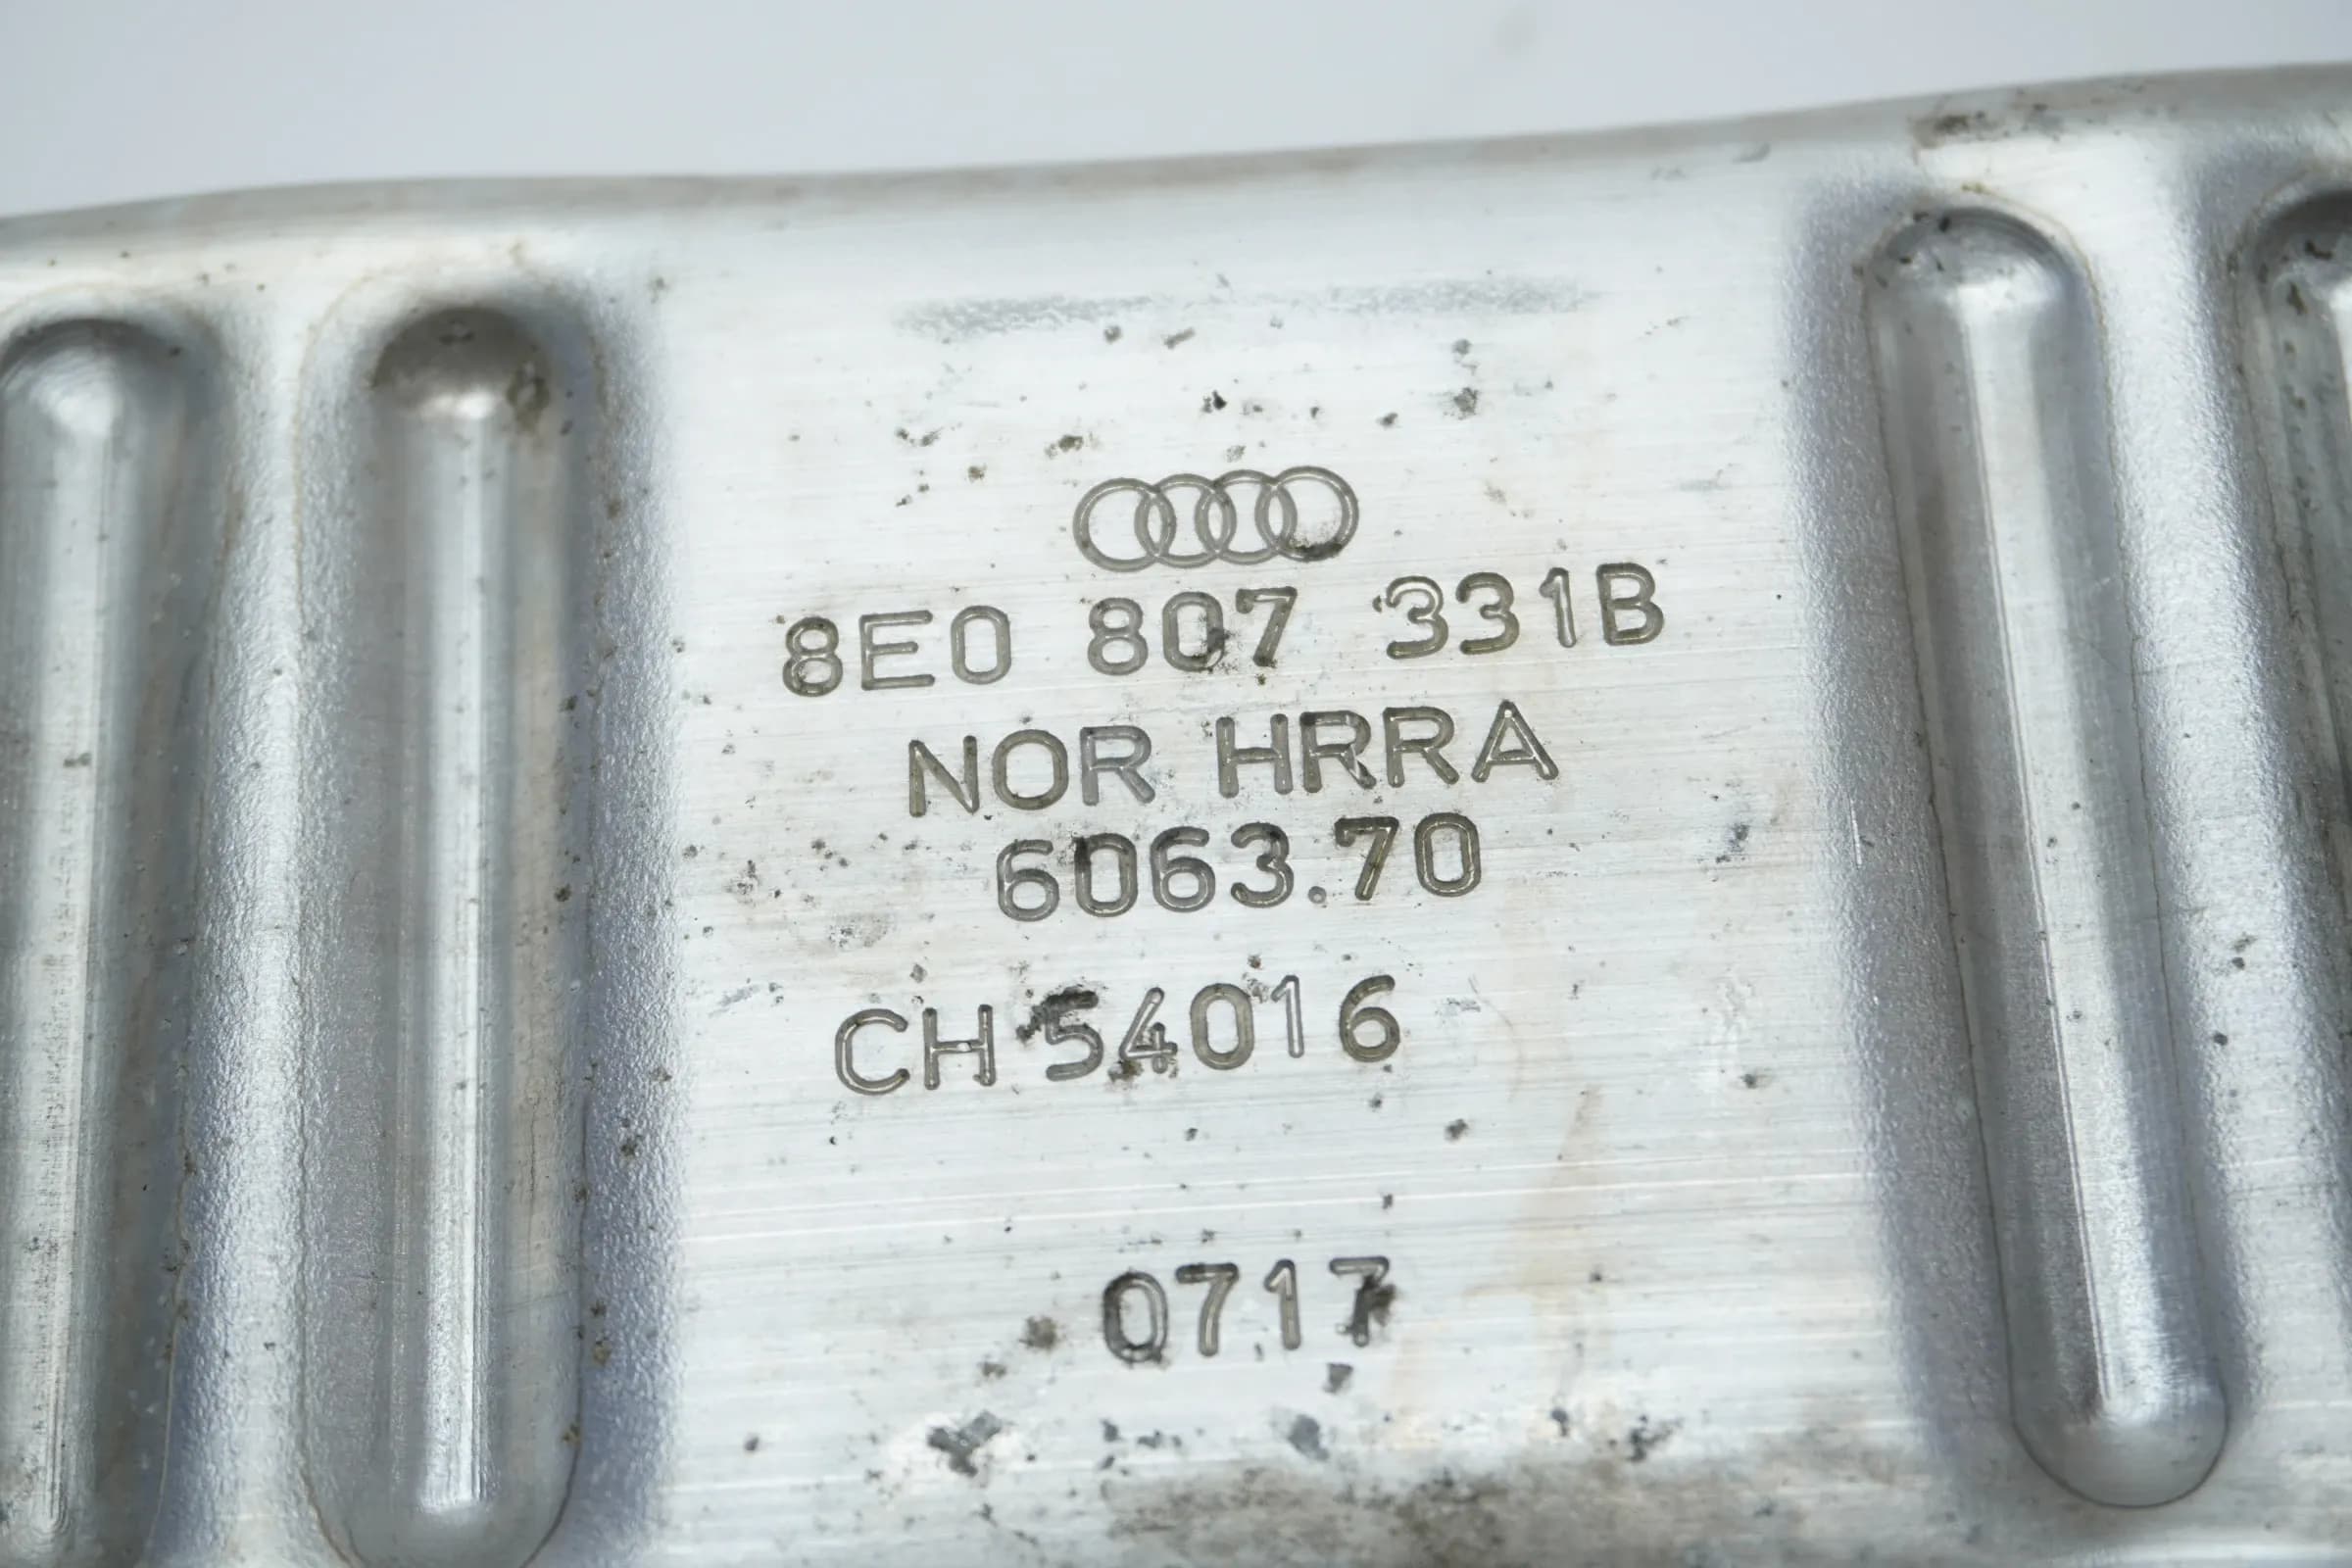 8E0 807 331B
NOR HRRA
6063.70
CH 54016
0717